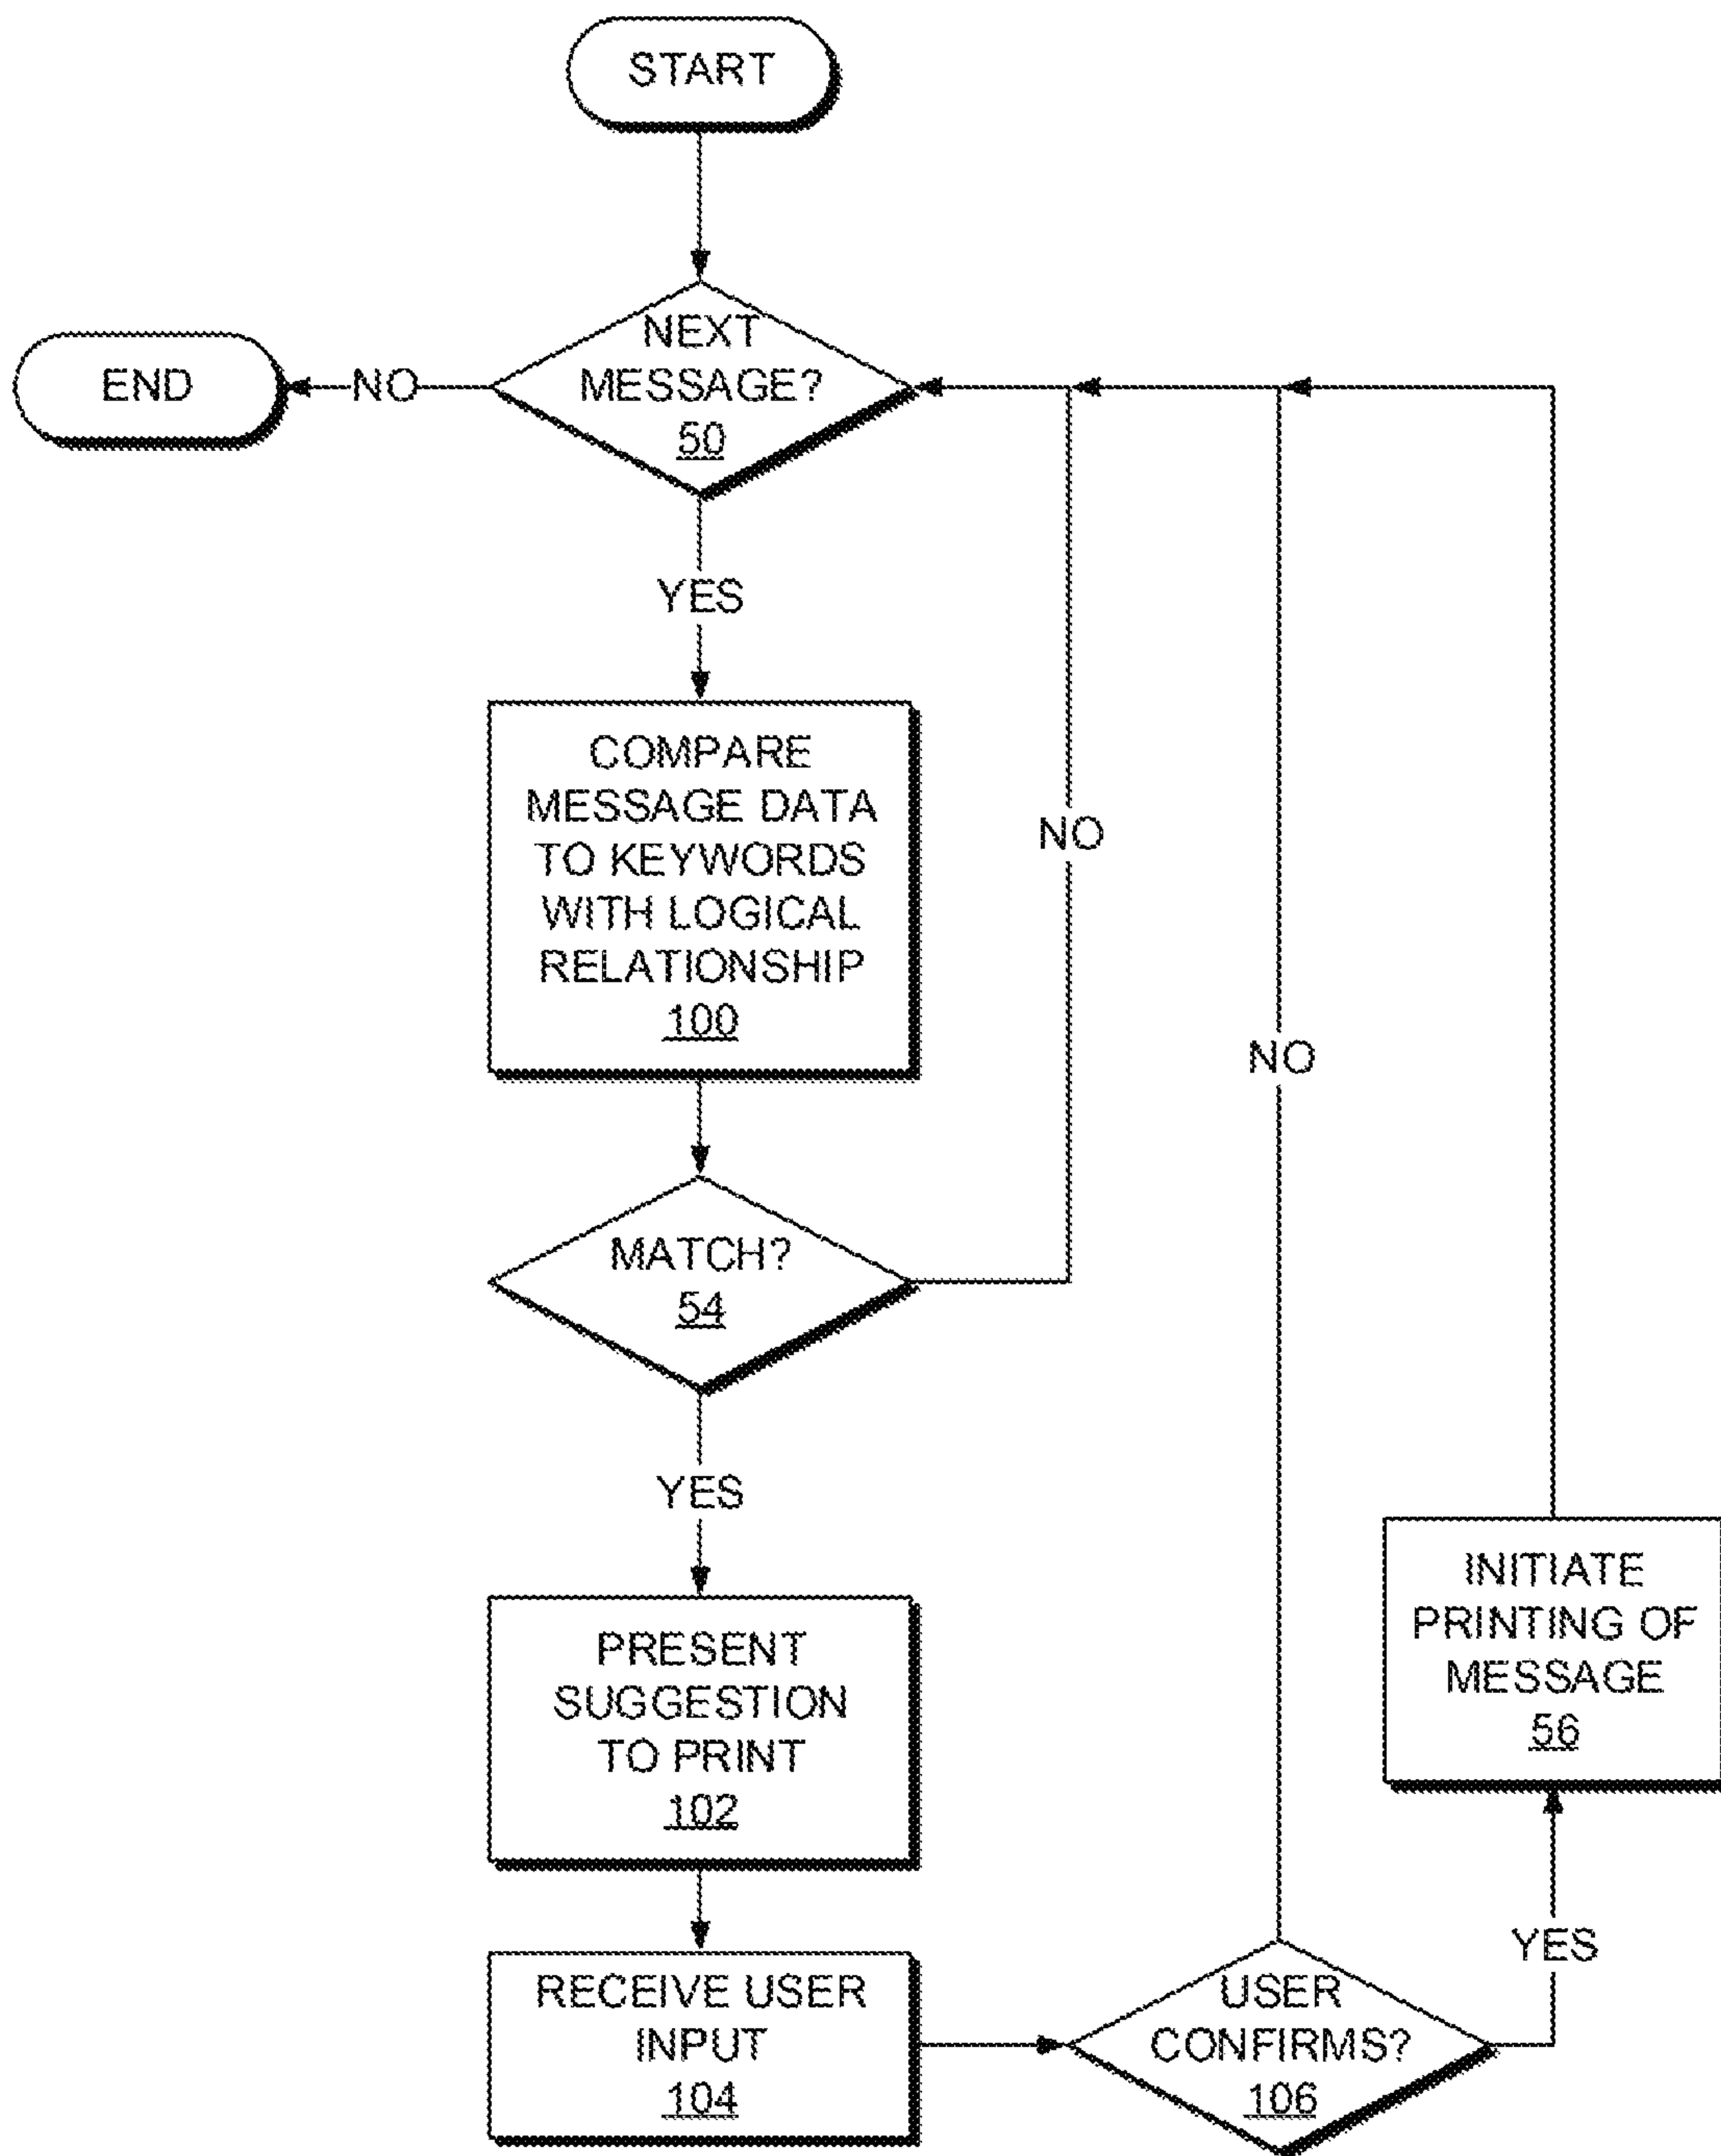 START
NEXT
MESSAGE?
50
END
NO
YES
COMPARE
MESSAGE DATA
TO KEYWORDS
WITH LOGICAL
RELATIONSHIP
100
NO
NO
MATCH?
54
YES
PRESENT
SUGGESTION
TO PRINT
102
INITIATE
PRINTING OF
MESSAGE
56
RECEIVE USER
INPUT
104
USER
CONFIRMS?
106
YES